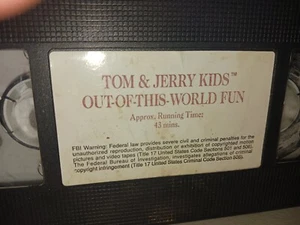 TOM & JERRY KIDS™
OUT-OF-THIS-WORLD FUN
Approx. Running Time:
43 mins.
FBI Warning: Federal law provides severe civil and criminal penalties for the
unauthorized reproduction, distribution or exhibition of copyrighted motion
pictures and video tapes (Title 17 United States Code Sections 501 and 506).
The Federal Bureau of Investigation, investigates allegations of criminal
copyright infringement (Title 17 United States Criminal Code Section 506).